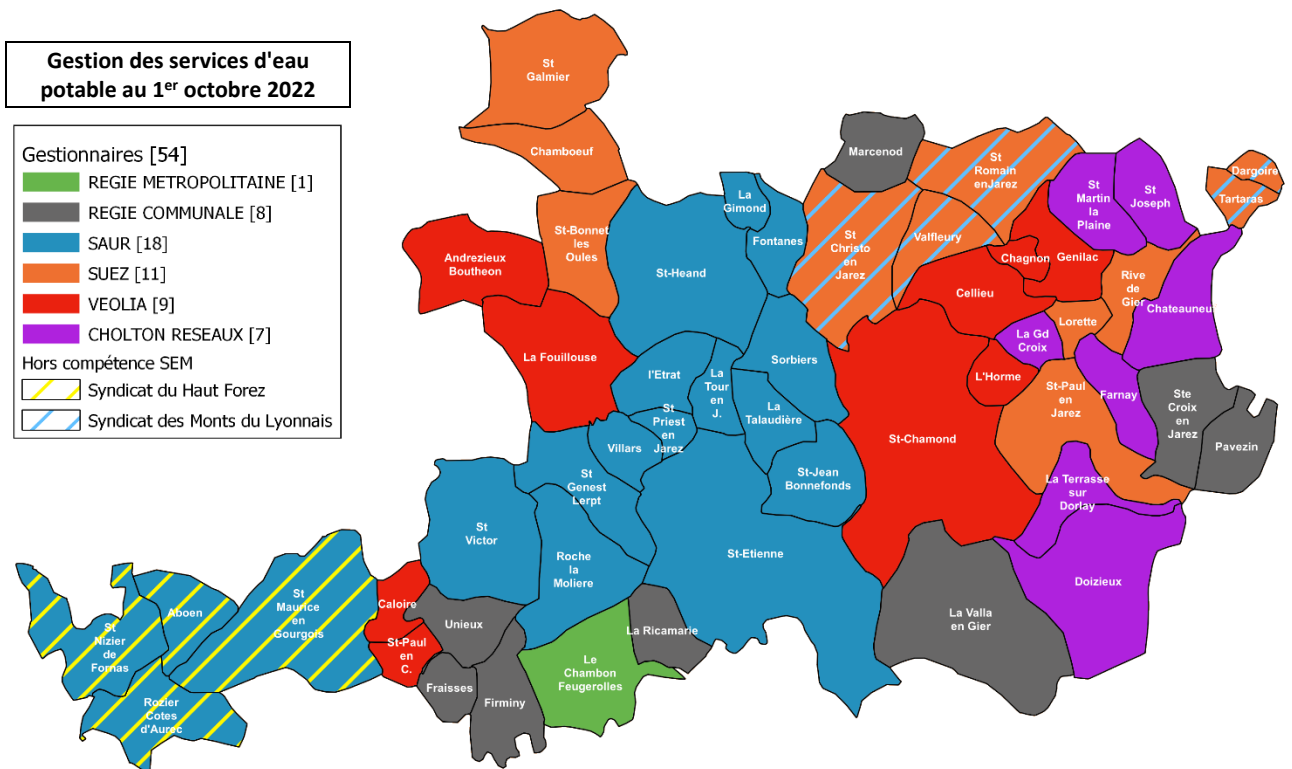 Gestion des services d'eau
potable au 1er octobre 2022
Gestionnaires [54]
REGIE METROPOLITAINE [1]
REGIE COMMUNALE [8]
SAUR [18]
SUEZ [11]
VEOLIA [9]
CHOLTON RESEAUX [7]
Hors compétence SEM
Syndicat du Haut Forez
Syndicat des Monts du Lyonnais
St
Galmier
Chamboeuf
St-Bonnet
les
Oules
Andrezieux
Boutheon
La Fouillouse
St-Heand
La
Gimond
Fontanes
Marcenod
St
Christo
en
Jarez
St
Romain
enJarez
Valfleury
Chagnon
Genilac
Cellieu
St
Martin
la
Plaine
St
Joseph
Dargoire
Tartaras
Rive
de
Gier
Chateauneuf
Lorette
La Gd
Croix
L'Horme
St-Paul
en
Jarez
Farnay
Ste
Croix
en
Jarez
Pavezin
l'Etrat
La
Tour
en
J.
Sorbiers
La
Talaudière
St
Priest
en
Jarez
Villars
St
Genest
Lerpt
St-Jean
Bonnefonds
St-Chamond
La Terrasse
sur
Dorlay
Doizieux
La Valla
en Gier
St-Etienne
St
Victor
Roche
la
Moliere
La Ricamarie
Le
Chambon
Feugerolles
Unieux
Caloire
St-Paul
en
C.
Fraisses
Firminy
St
Maurice
en
Gourgois
Aboen
St
Nizier
de
Fornas
Rozier
Cotes
d'Aurec